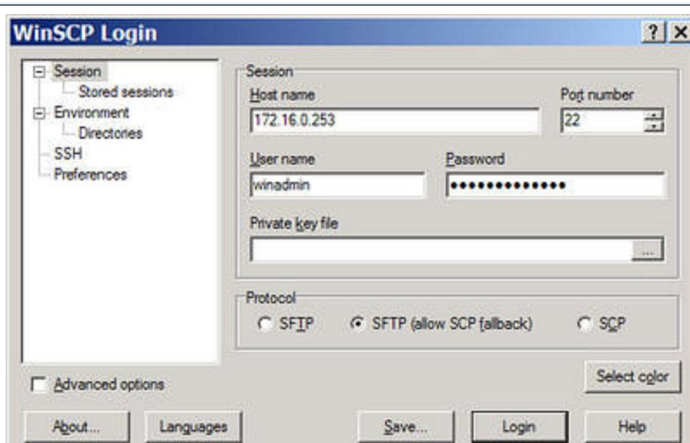 WinSCP Login
Session
Stored sessions
Environment
Directories
SSH
Preferences
Session
Host name
Port number
172.16.0.253
22
User name
Password
winadmin
•••••••••••••
Private key file
...
Protocol
SFTP
SFTP (allow SCP fallback)
SCP
Advanced options
Select color
About...
Languages
Save...
Login
Help